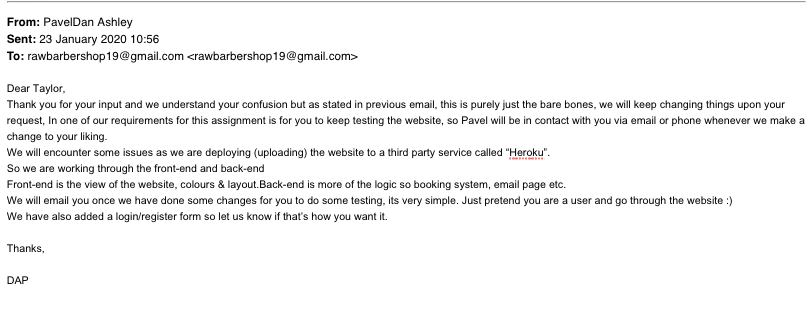 From: PavelDan Ashley
Sent: 23 January 2020 10:56
To: rawbarbershop19@gmail.com <rawbarbershop19@gmail.com>
Dear Taylor,
Thank you for your input and we understand your confusion but as stated in previous email, this is purely just the bare bones, we will keep changing things upon your
request, In one of our requirements for this assignment is for you to keep testing the website, so Pavel will be in contact with you via email or phone whenever we make a
change to your liking.
We will encounter some issues as we are deploying (uploading) the website to a third party service called “Heroku”.
So we are working through the front-end and back-end
Front-end is the view of the website, colours & layout.Back-end is more of the logic so booking system, email page etc.
We will email you once we have done some changes for you to do some testing, its very simple. Just pretend you are a user and go through the website :)
We have also added a login/register form so let us know if that’s how you want it.
Thanks,
DAP